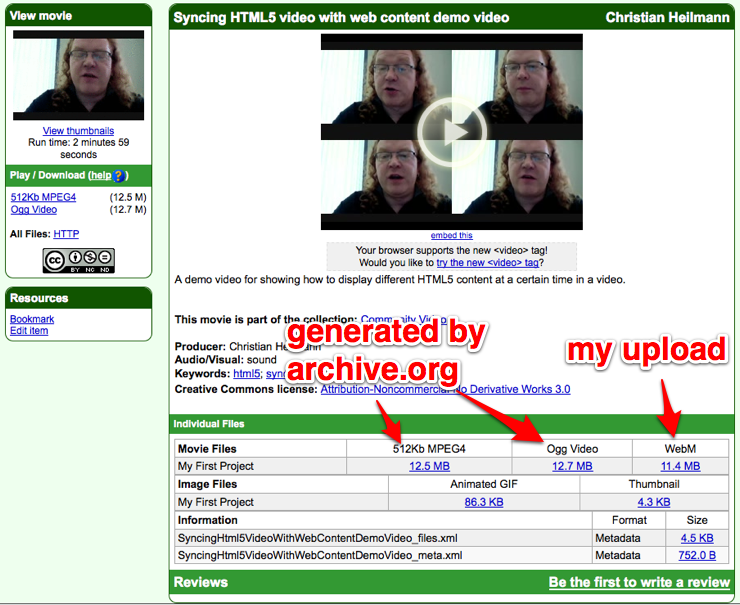 View movie
View thumbnails
Run time: 2 minutes 59
seconds
Play / Download (help ?)
512Kb MPEG4 (12.5 M)
Ogg Video (12.7 M)
All Files: HTTP
cc BY NC ND
Resources
Bookmark
Edit item
Syncing HTML5 video with web content demo video Christian Heilmann
embed this
Your browser supports the new <video> tag!
Would you like to try the new <video> tag?
A demo video for showing how to display different HTML5 content at a certain time in a video.
This movie is part of the collection: Community Video
generated by
archive.org
my upload
Producer: Christian
Audio/Visual: sound
Keywords: html5;
Creative Commons license: Attribution-Noncommercial-No Derivative Works 3.0
Individual Files
Movie Files 512Kb MPEG4 Ogg Video WebM
My First Project 12.5 MB 12.7 MB 11.4 MB
Image Files Animated GIF Thumbnail
My First Project 86.3 KB 4.3 KB
Information Format Size
SyncingHtml5VideoWithWebContentDemoVideo_files.xml Metadata 4.5 KB
SyncingHtml5VideoWithWebContentDemoVideo_meta.xml Metadata 752.0 B
Reviews Be the first to write a review